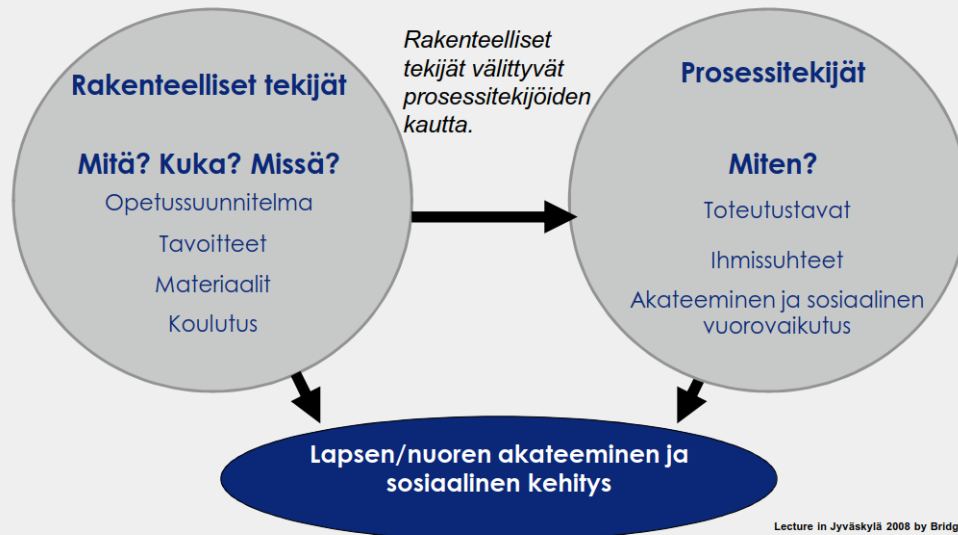 Rakenteelliset tekijät
Mitä? Kuka? Missä?
Opetussuunnitelma
Tavoitteet
Materiaalit
Koulutus
Rakenteelliset
tekijät välittyvät
prosessitekijöiden
kautta.
Prosessitekijät
Miten?
Toteutustavat
Ihmissuhteet
Akateeminen ja sosiaalinen
vuorovaikutus
Lapsen/nuoren akateeminen ja
sosiaalinen kehitys
Lecture in Jyväskylä 2008 by Bridg